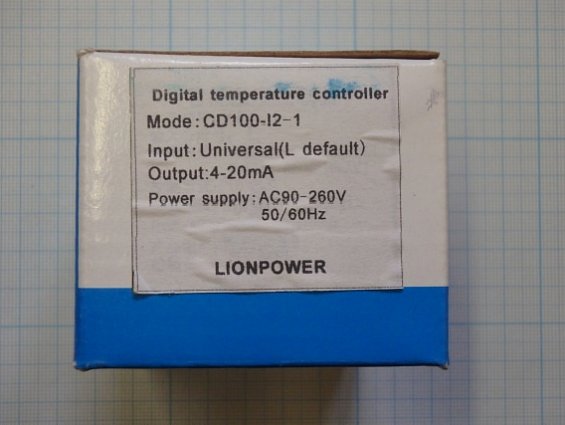 Digital temperature controller
Mode:CD100-I2-1
Input:Universal(L default)
Output:4-20mA
Power supply:AC90-260V
50/60Hz
LIONPOWER